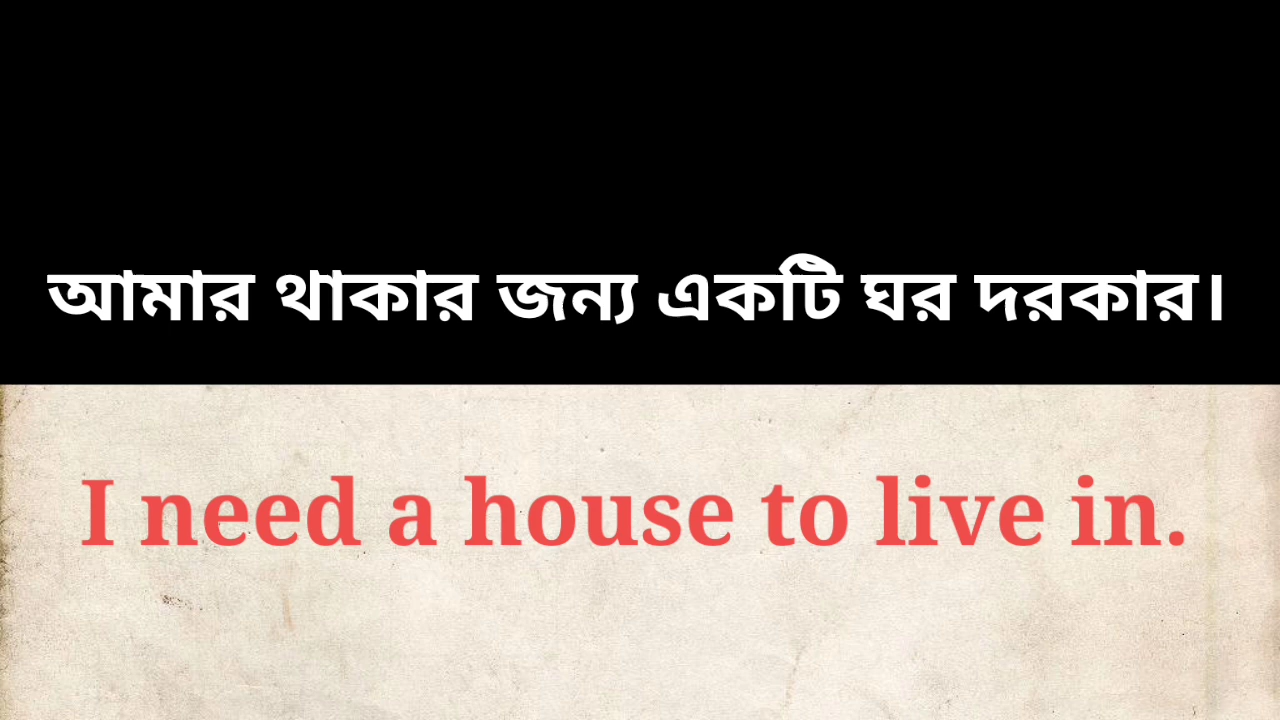 আমার থাকার জন্য একটি ঘর দরকার।
I need a house to live in.